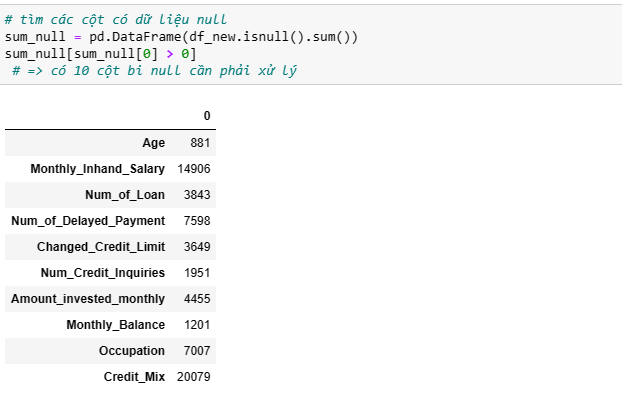 # tìm các cột có dữ liệu null
sum_null = pd.DataFrame(df_new.isnull().sum())
sum_null[sum_null[0] > 0]
# => có 10 cột bi null cần phải xử lý
0
Age 881
Monthly_Inhand_Salary 14906
Num_of_Loan 3843
Num_of_Delayed_Payment 7598
Changed_Credit_Limit 3649
Num_Credit_Inquiries 1951
Amount_invested_monthly 4455
Monthly_Balance 1201
Occupation 7007
Credit_Mix 20079